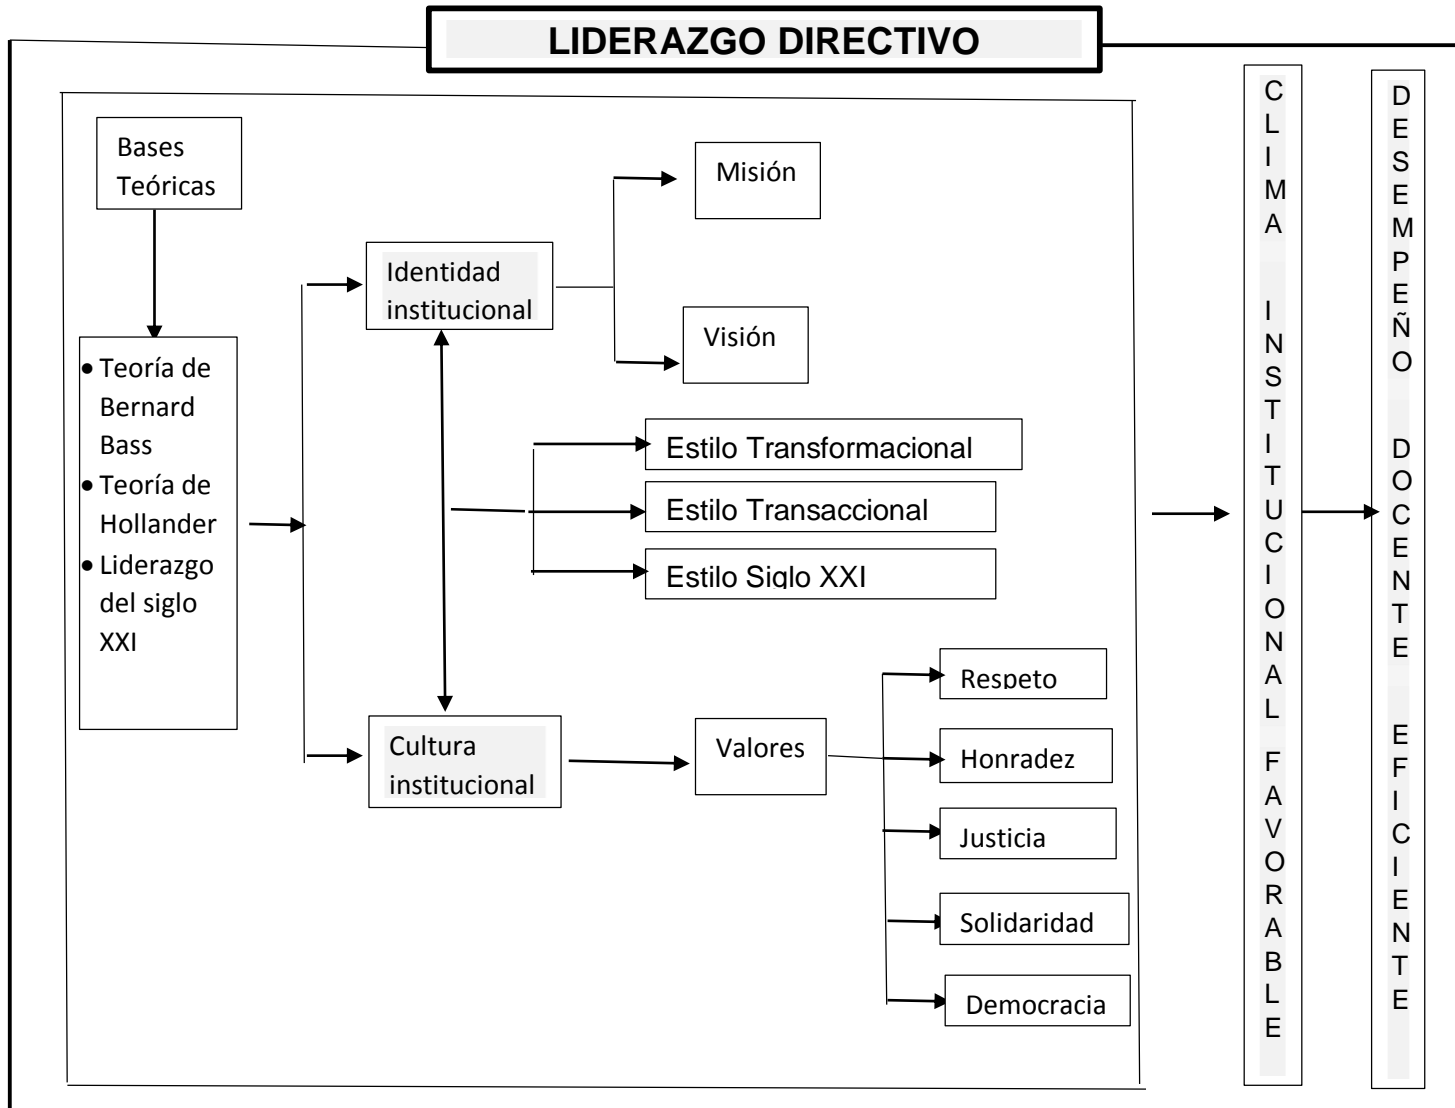 LIDERAZGO DIRECTIVO
Bases
Teóricas
• Teoría de
Bernard
Bass
• Teoría de
Hollander
• Liderazgo
del siglo
XXI
Identidad
institucional
Misión
Visión
Estilo Transformacional
Estilo Transaccional
Estilo Siglo XXI
Cultura
institucional
Valores
Respeto
Honradez
Justicia
Solidaridad
Democracia
CLIMA INSTITUCIONAL FAVORABLE
DESEMPEÑO DOCENTE EFICIENTE